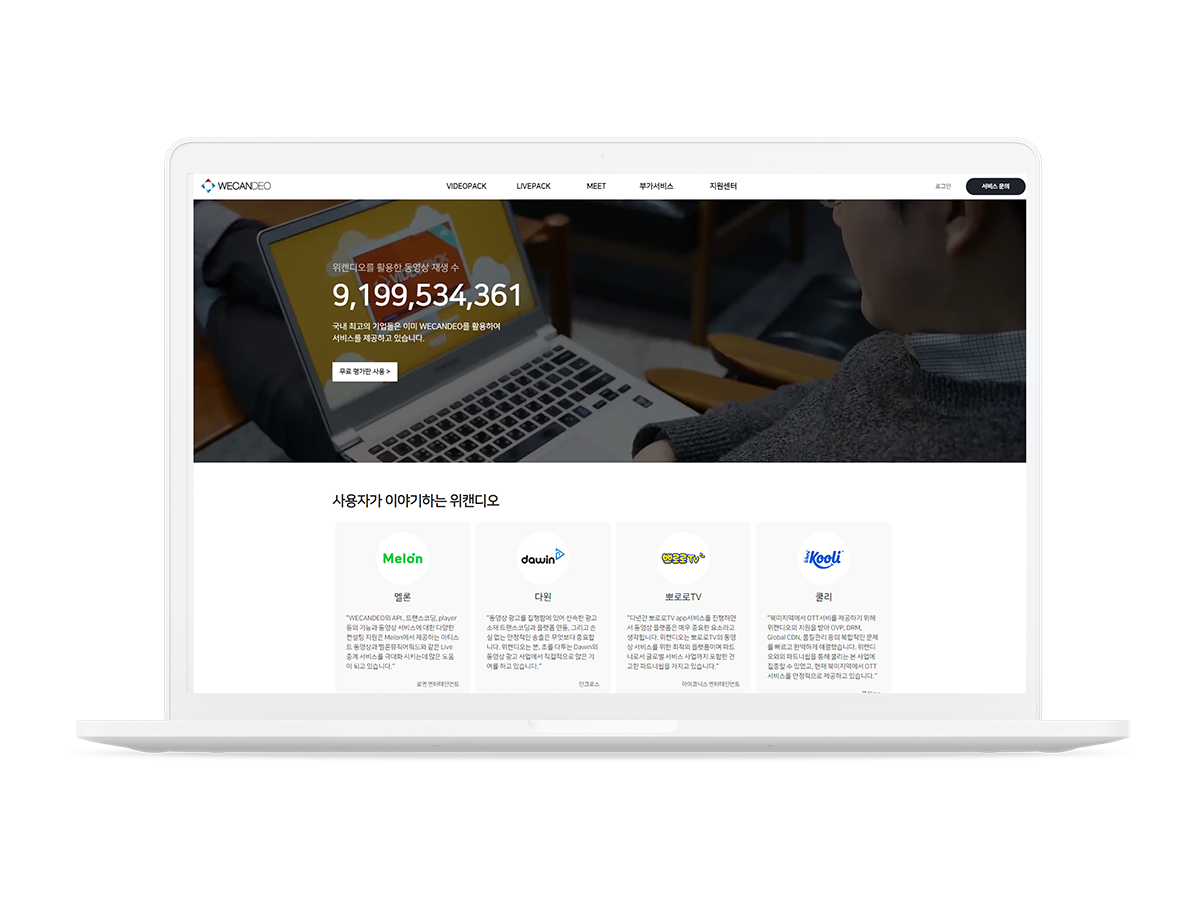 WECANDEO
VIDEOPACK
LIVEPACK
MEET
부가서비스
지원센터
로그인
서비스 문의
VIDEOPACK
위캔디오를 활용한 동영상 재생 수
9,199,534,361
국내 최고의 기업들은 이미 WECANDEO를 활용하여
서비스를 제공하고 있습니다.
무료 평가판 사용 >
사용자가 이야기하는 위캔디오
Melon
멜론
"WECANDEO의 API , 트랜스코딩, player
등의 기능과 동영상 서비스에 대한 다양한
컨설팅 지원은 Melon에서 제공하는 아티스
트 동영상과 멜론뮤직어워드와 같은 Live
중계 서비스를 극대화 시키는데 많은 도움
이 되고 있습니다."
로엔 엔터테인먼트
dawin
다윈
"동영상 광고를 집행함에 있어 신속한 광고
소재 트랜스코딩과 플랫폼 연동, 그리고 손
실 없는 안정적인 송출은 무엇보다 중요합
니다. 위캔디오는 분, 초를 다투는 Dawin의
동영상 광고 사업에서 직접적으로 많은 기
여를 하고 있습니다."
인크로스
뽀로로TV
뽀로로TV
"다년간 뽀로로TV app서비스를 진행하면
서 동영상 플랫폼은 매우 중요한 요소라고
생각됩니다. 위캔디오는 뽀로로TV의 동영
상 서비스를 위한 최적의 플랫폼이며 파트
너로서 글로벌 서비스 사업까지 포함한 견
고한 파트너쉽을 가지고 있습니다."
아이코닉스 엔터테인먼트
Kooli
쿨리
"북미지역에서 OTT서비를 제공하기 위해
위캔디오의 지원을 받아 OVP, DRM,
Global CDN, 품질관리 등의 복합적인 문제
를 빠르고 완벽하게 해결했습니다. 위캔디
오와의 파트너쉽을 통해 쿨리는 본 사업에
집중할 수 있었고, 현재 북미지역에서 OTT
서비스를 안정적으로 제공하고 있습니다."